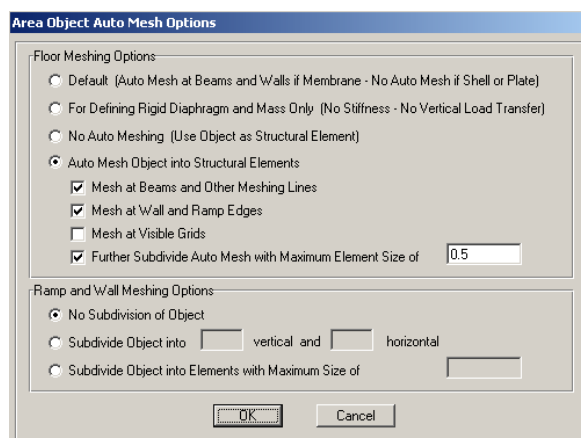 Area Object Auto Mesh Options
Floor Meshing Options
Default (Auto Mesh at Beams and Walls if Membrane - No Auto Mesh if Shell or Plate)
For Defining Rigid Diaphragm and Mass Only (No Stiffness - No Vertical Load Transfer)
No Auto Meshing (Use Object as Structural Element)
Auto Mesh Object into Structural Elements
Mesh at Beams and Other Meshing Lines
Mesh at Wall and Ramp Edges
Mesh at Visible Grids
Further Subdivide Auto Mesh with Maximum Element Size of 0.5
Ramp and Wall Meshing Options
No Subdivision of Object
Subdivide Object into vertical and horizontal
Subdivide Object into Elements with Maximum Size of
OK Cancel